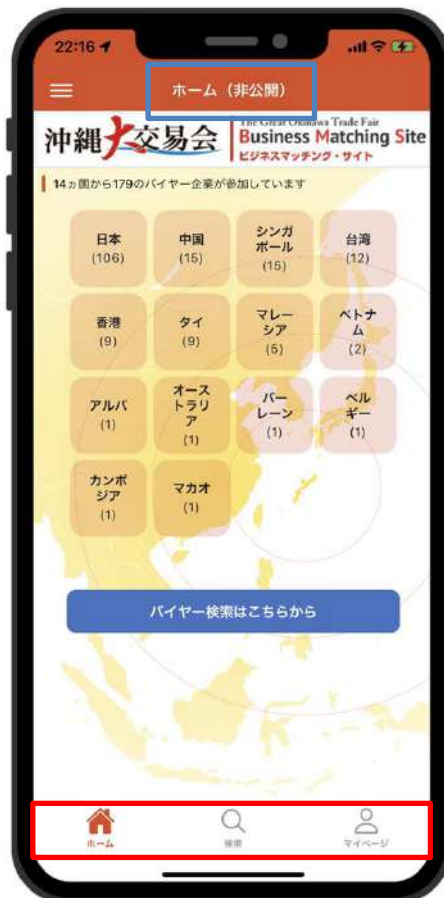 22:16
ホーム（非公開）
沖縄大交易会
The Great Okinawa Trade Fair
Business Matching Site
ビジネスマッチング・サイト
14ヵ国から179のバイヤー企業が参加しています
日本
(106)
中国
(15)
シンガ
ポール
(15)
台湾
(12)
香港
(9)
タイ
(9)
マレー
シア
(5)
ベトナ
ム
(2)
アルバ
(1)
オース
トラリ
ア
(1)
バー
レーン
(1)
ベル
ギー
(1)
カンボ
ジア
(1)
マカオ
(1)
バイヤー検索はこちらから
ホーム
検索
マイページ